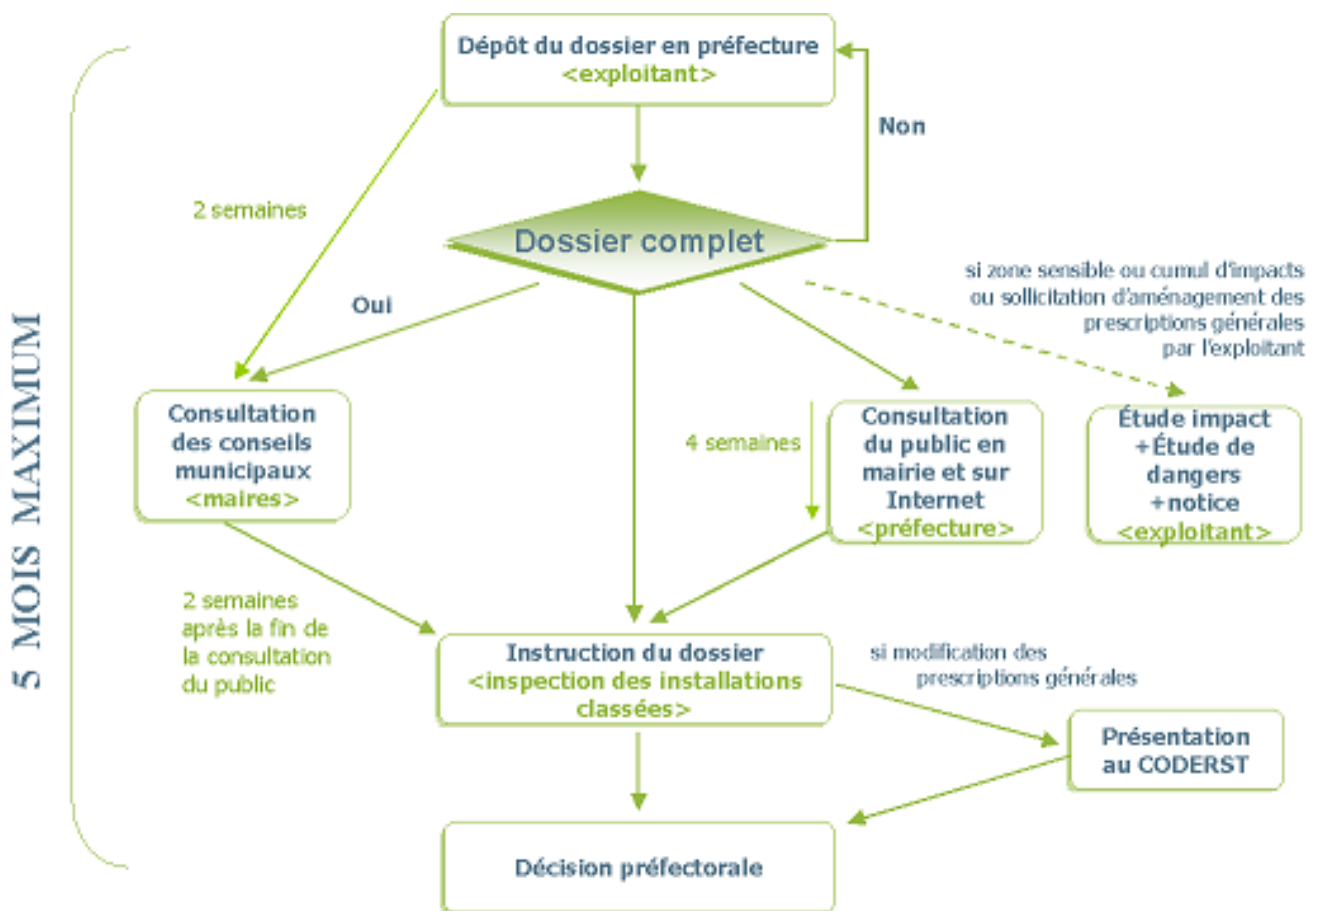 Dépôt du dossier en préfecture
<exploitant>
Non
2 semaines
Dossier complet
si zone sensible ou cumul d'impacts
ou sollicitation d'aménagement des
prescriptions générales
par l'exploitant
Oui
5 MOIS MAXIMUM
Consultation
des conseils
municipaux
<maires>
4 semaines
Consultation
du public en
mairie et sur
Internet
<préfecture>
Étude impact
+Étude de
dangers
+notice
<exploitant>
2 semaines
après la fin de
la consultation
du public
Instruction du dossier
<inspection des installations
classées>
si modification des
prescriptions générales
Présentation
au CODERST
Décision préfectorale